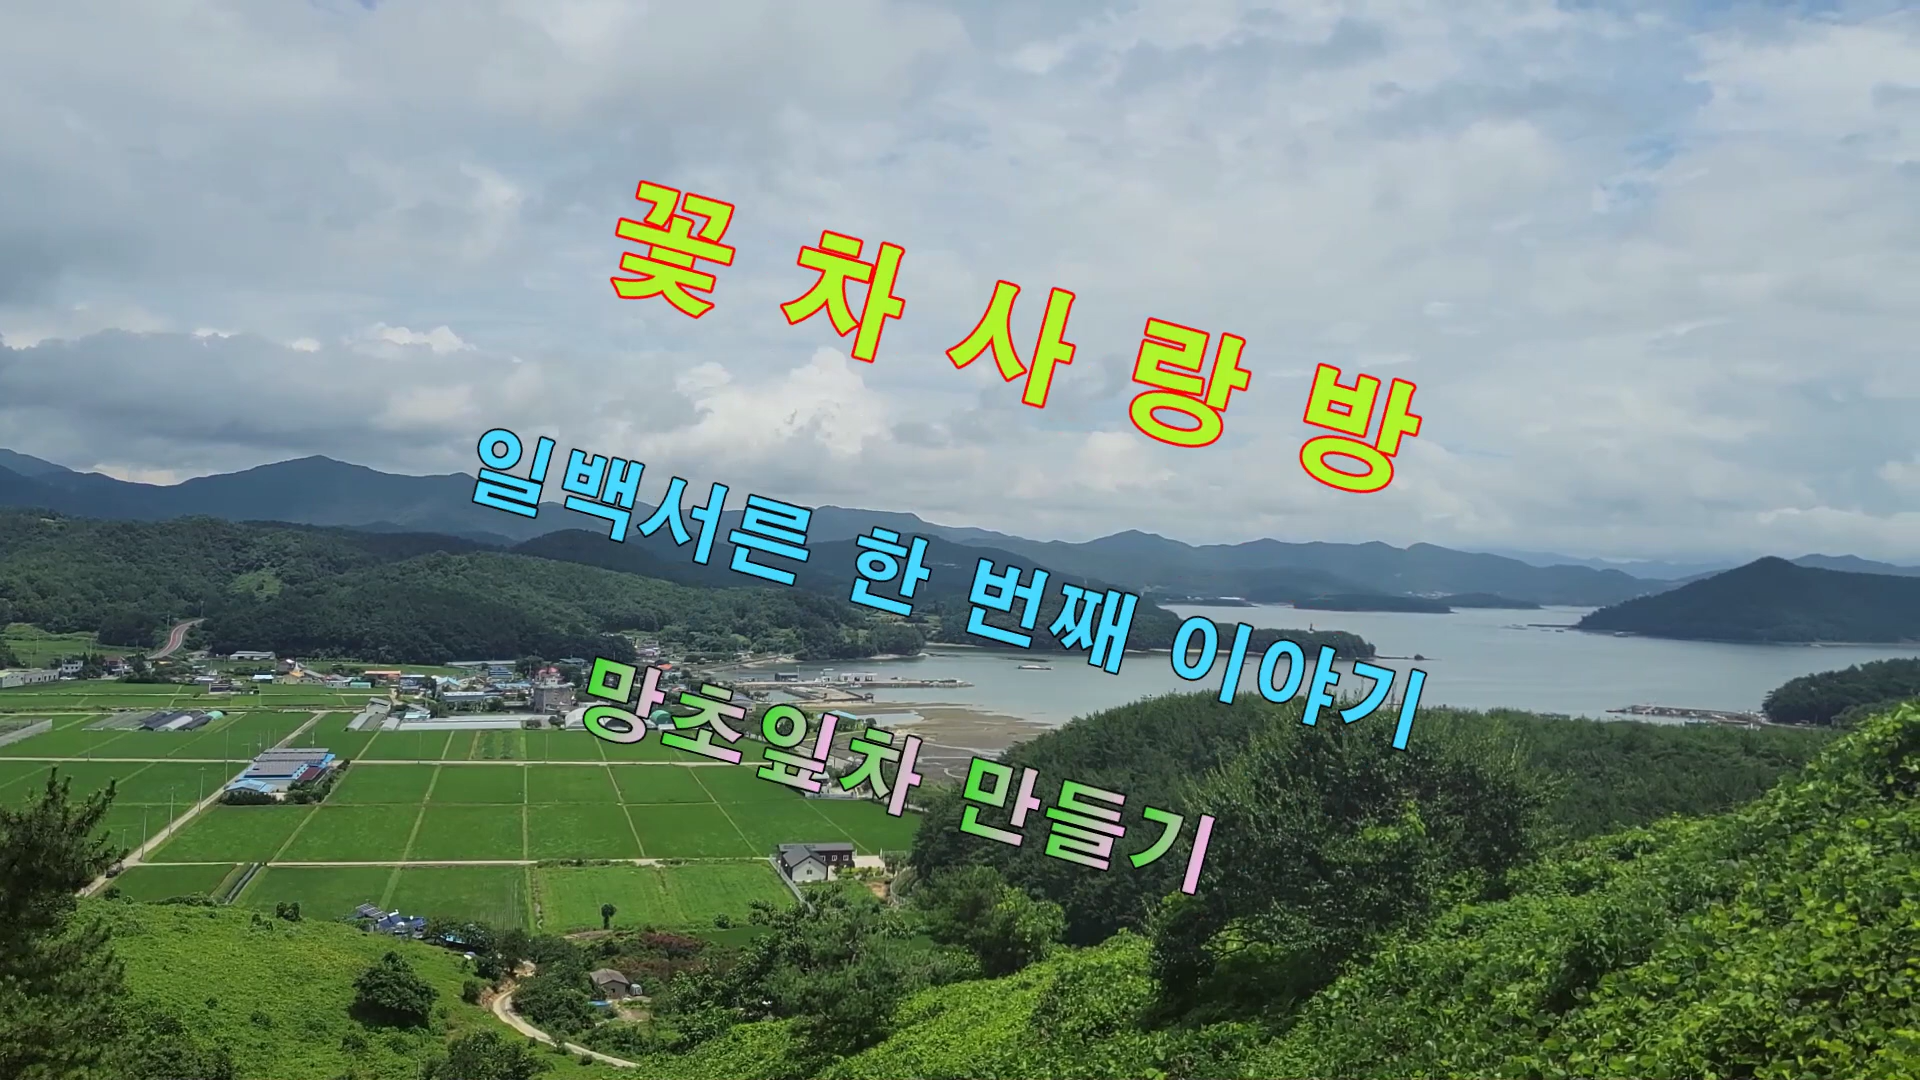 꽃 차 사 랑 방
일백서른 한 번째 이야기
망초잎차 만들기